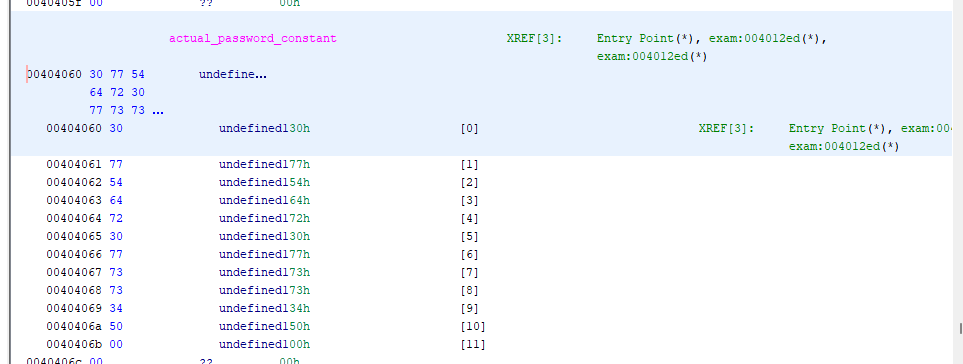 0040405f 00 ?? 00h
actual_password_constant XREF[3]: Entry Point(*), exam:004012ed(*),
exam:004012ed(*)
00404060 30 77 54 undefine...
64 72 30
77 73 73 ...
00404060 30 undefined130h [0] XREF[3]: Entry Point(*), exam:00
exam:004012ed(*)
00404061 77 undefined177h [1]
00404062 54 undefined154h [2]
00404063 64 undefined164h [3]
00404064 72 undefined172h [4]
00404065 30 undefined130h [5]
00404066 77 undefined177h [6]
00404067 73 undefined173h [7]
00404068 73 undefined173h [8]
00404069 34 undefined134h [9]
0040406a 50 undefined150h [10]
0040406b 00 undefined100h [11]
0040406c 00 ?? 00h